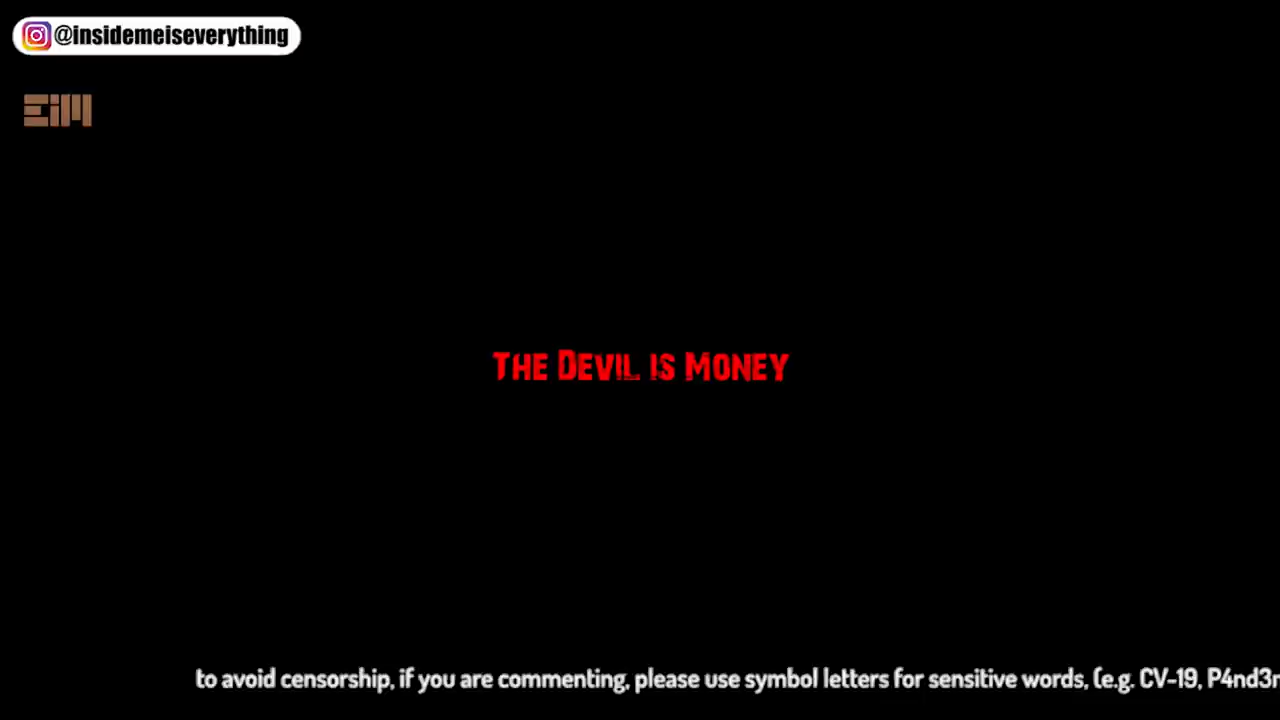 @insidemeiseverything
EiM
The Devil is Money
to avoid censorship, if you are commenting, please use symbol letters for sensitive words, (e.g. CV-19,